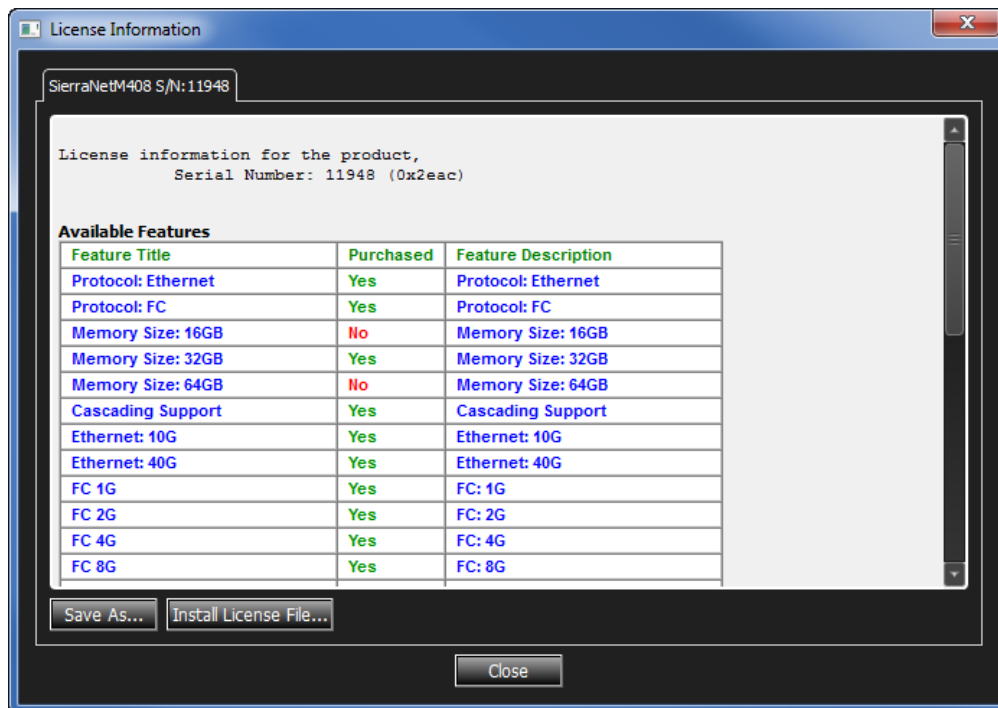 License Information
SierraNetM408 S/N:11948
License information for the product,
Serial Number: 11948 (0x2eac)
Available Features
Feature Title Purchased Feature Description
Protocol: Ethernet Yes Protocol: Ethernet
Protocol: FC Yes Protocol: FC
Memory Size: 16GB No Memory Size: 16GB
Memory Size: 32GB Yes Memory Size: 32GB
Memory Size: 64GB No Memory Size: 64GB
Cascading Support Yes Cascading Support
Ethernet: 10G Yes Ethernet: 10G
Ethernet: 40G Yes Ethernet: 40G
FC 1G Yes FC: 1G
FC 2G Yes FC: 2G
FC 4G Yes FC: 4G
FC 8G Yes FC: 8G
Save As... Install License File...
Close